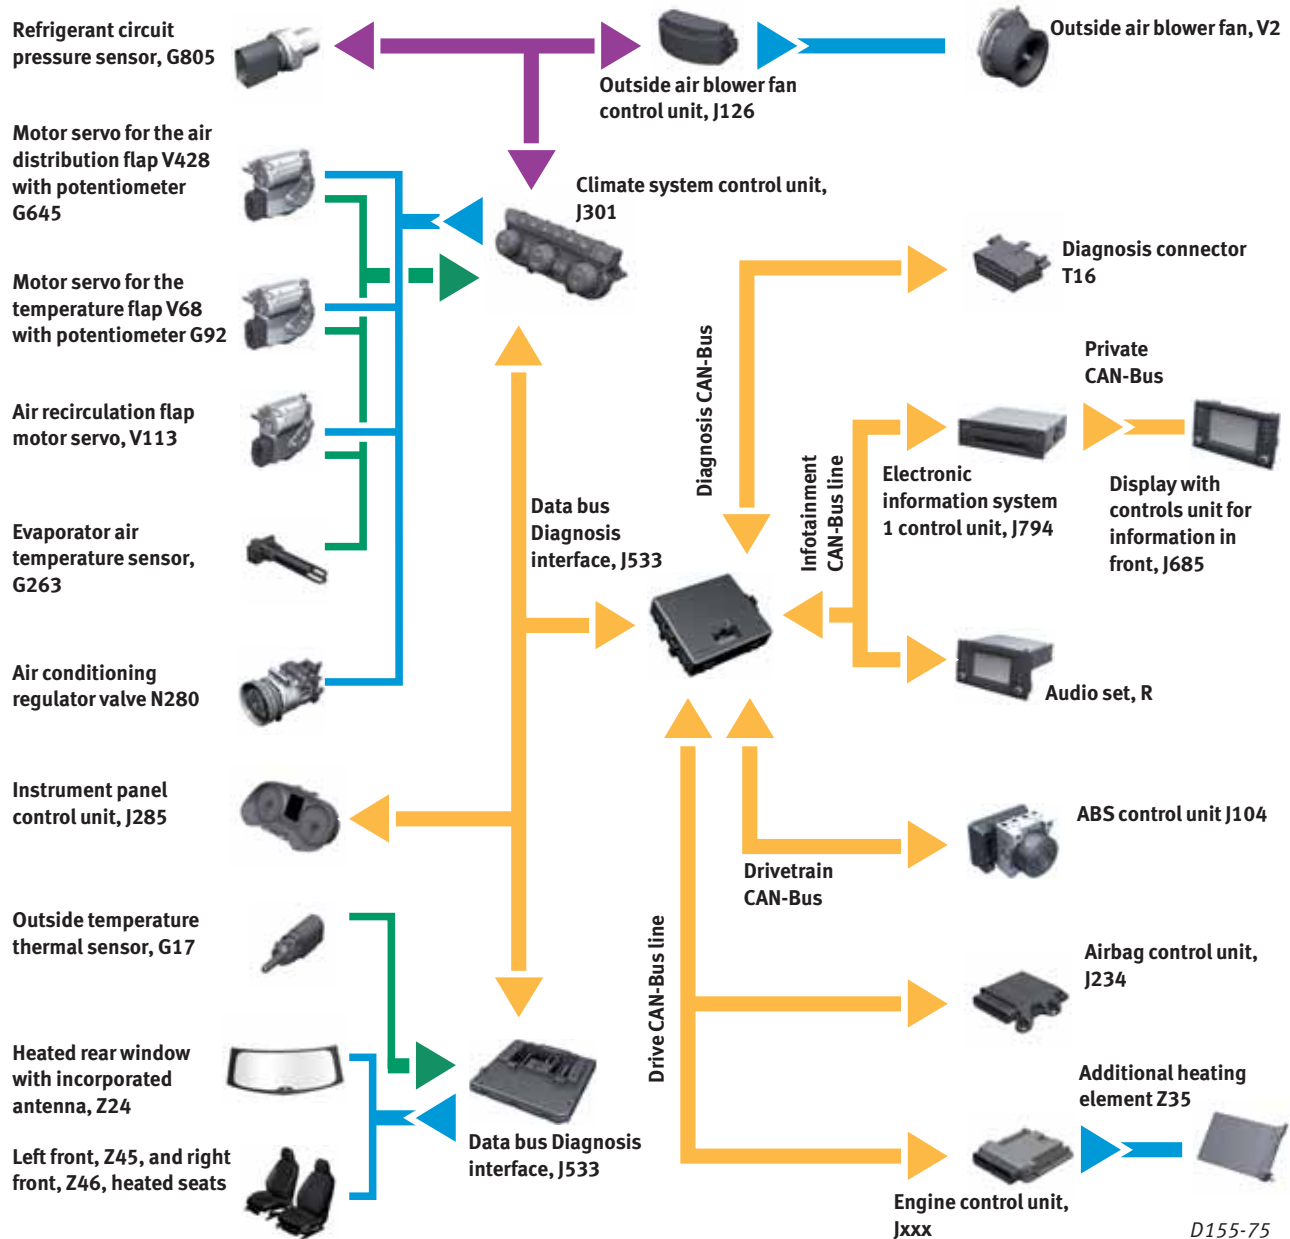 Refrigerant circuit
pressure sensor, G805
Outside air blower fan
control unit, J126
Outside air blower fan, V2
Motor servo for the air
distribution flap V428
with potentiometer
G645
Climate system control unit,
J301
Diagnosis connector
T16
Motor servo for the
temperature flap V68
with potentiometer G92
Diagnosis CAN-Bus
Private
CAN-Bus
Air recirculation flap
motor servo, V113
Infotainment
CAN-Bus line
Electronic
information system
1 control unit, J794
Display with
controls unit for
information in
front, J685
Data bus
Diagnosis
interface, J533
Evaporator air
temperature sensor,
G263
Air conditioning
regulator valve N280
Audio set, R
Instrument panel
control unit, J285
ABS control unit J104
Drivetrain
CAN-Bus
Outside temperature
thermal sensor, G17
Drive CAN-Bus line
Airbag control unit,
J234
Heated rear window
with incorporated
antenna, Z24
Additional heating
element Z35
Data bus Diagnosis
interface, J533
Left front, Z45, and right
front, Z46, heated seats
Engine control unit,
Jxxx
D155-75